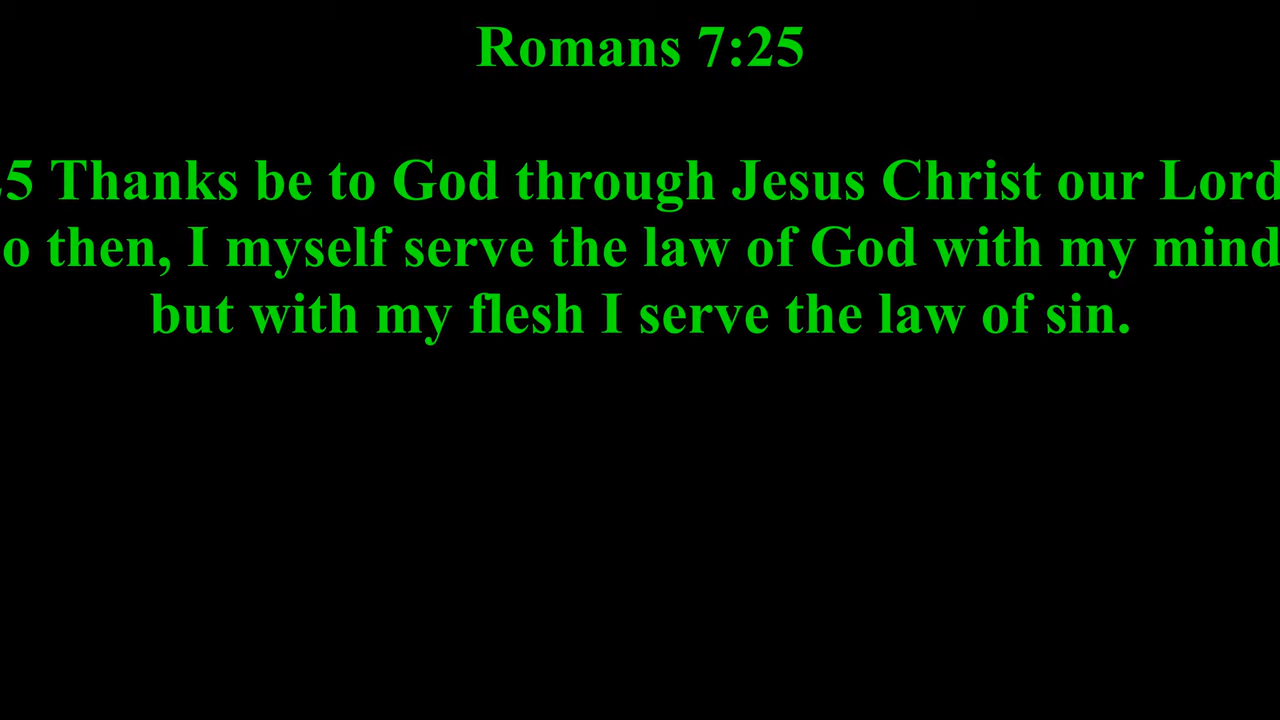 Romans 7:25
5 Thanks be to God through Jesus Christ our Lord
o then, I myself serve the law of God with my mind
but with my flesh I serve the law of sin.